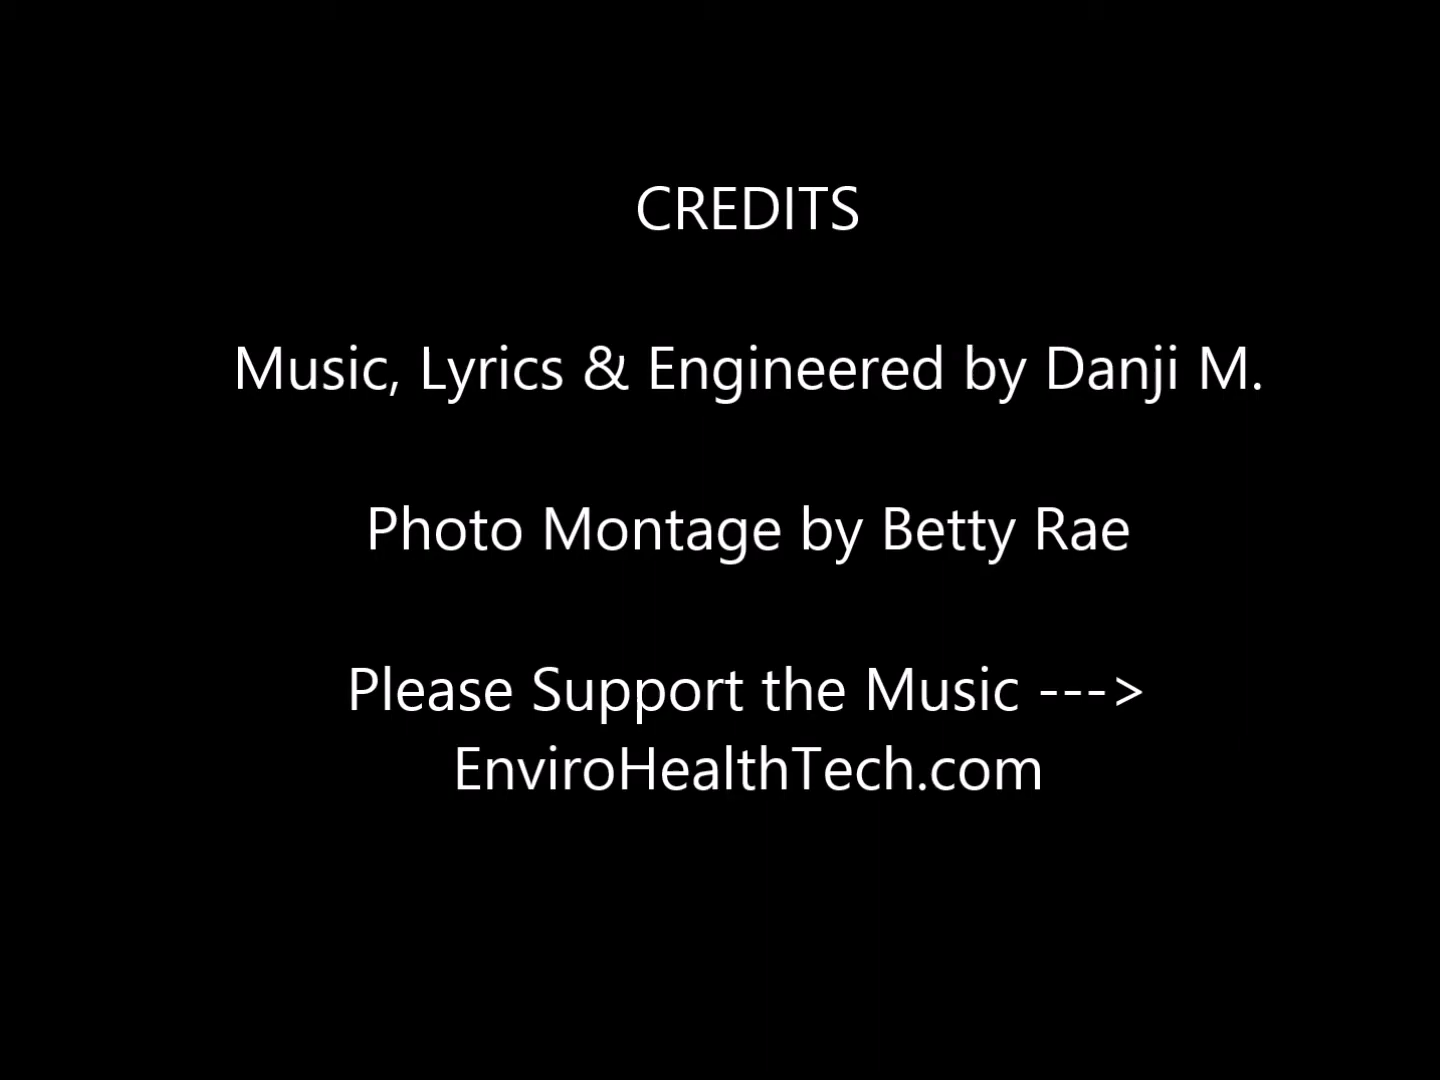 CREDITS
Music, Lyrics & Engineered by Danji M.
Photo Montage by Betty Rae
Please Support the Music --->
EnviroHealthTech.com